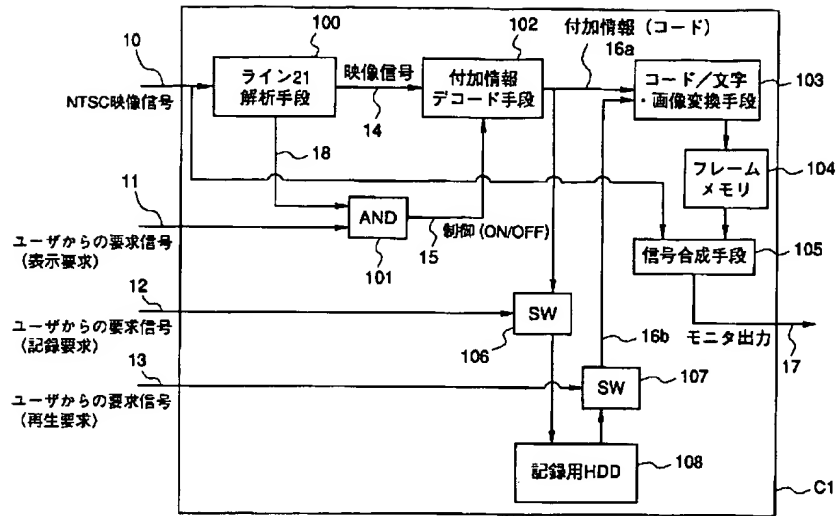 100
102
付加情報(コード)
16a
10
NTSC映像信号
ライン21
解析手段
映像信号
14
付加情報
デコード手段
コード/文字
・画像変換手段
103
18
フレーム
メモリ
104
11
ユーザからの要求信号
(表示要求)
AND
101
15
制御(ON/OFF)
信号合成手段
105
12
ユーザからの要求信号
(記録要求)
SW
106
16b
モニタ出力
17
13
ユーザからの要求信号
(再生要求)
SW
107
記録用HDD
108
C1